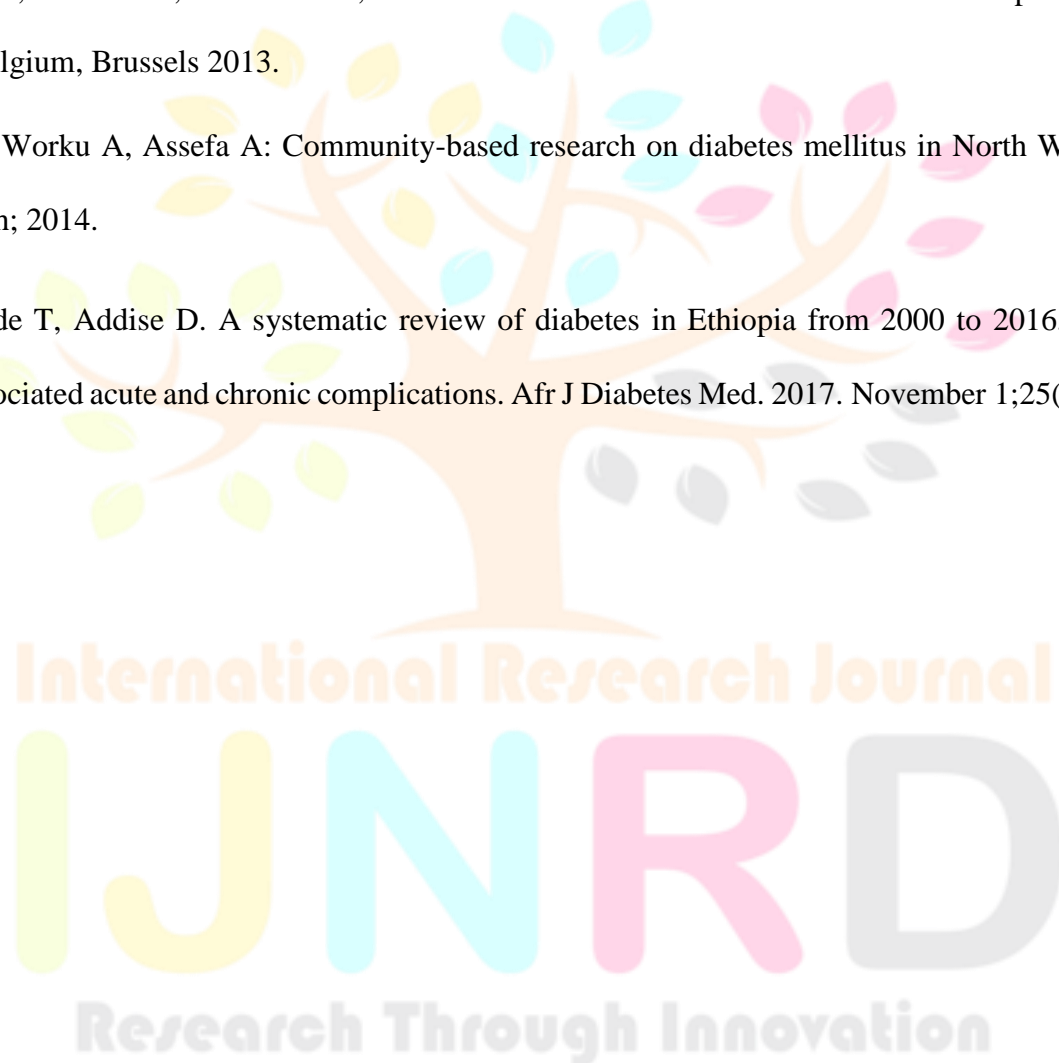 lgium, Brussels 2013.
Worku A, Assefa A: Community-based research on diabetes mellitus in North W
n; 2014.
de T, Addise D. A systematic review of diabetes in Ethiopia from 2000 to 2016
ociated acute and chronic complications. Afr J Diabetes Med. 2017. November 1;25(
International Research Journal
IJNRD
Research Through Innovation